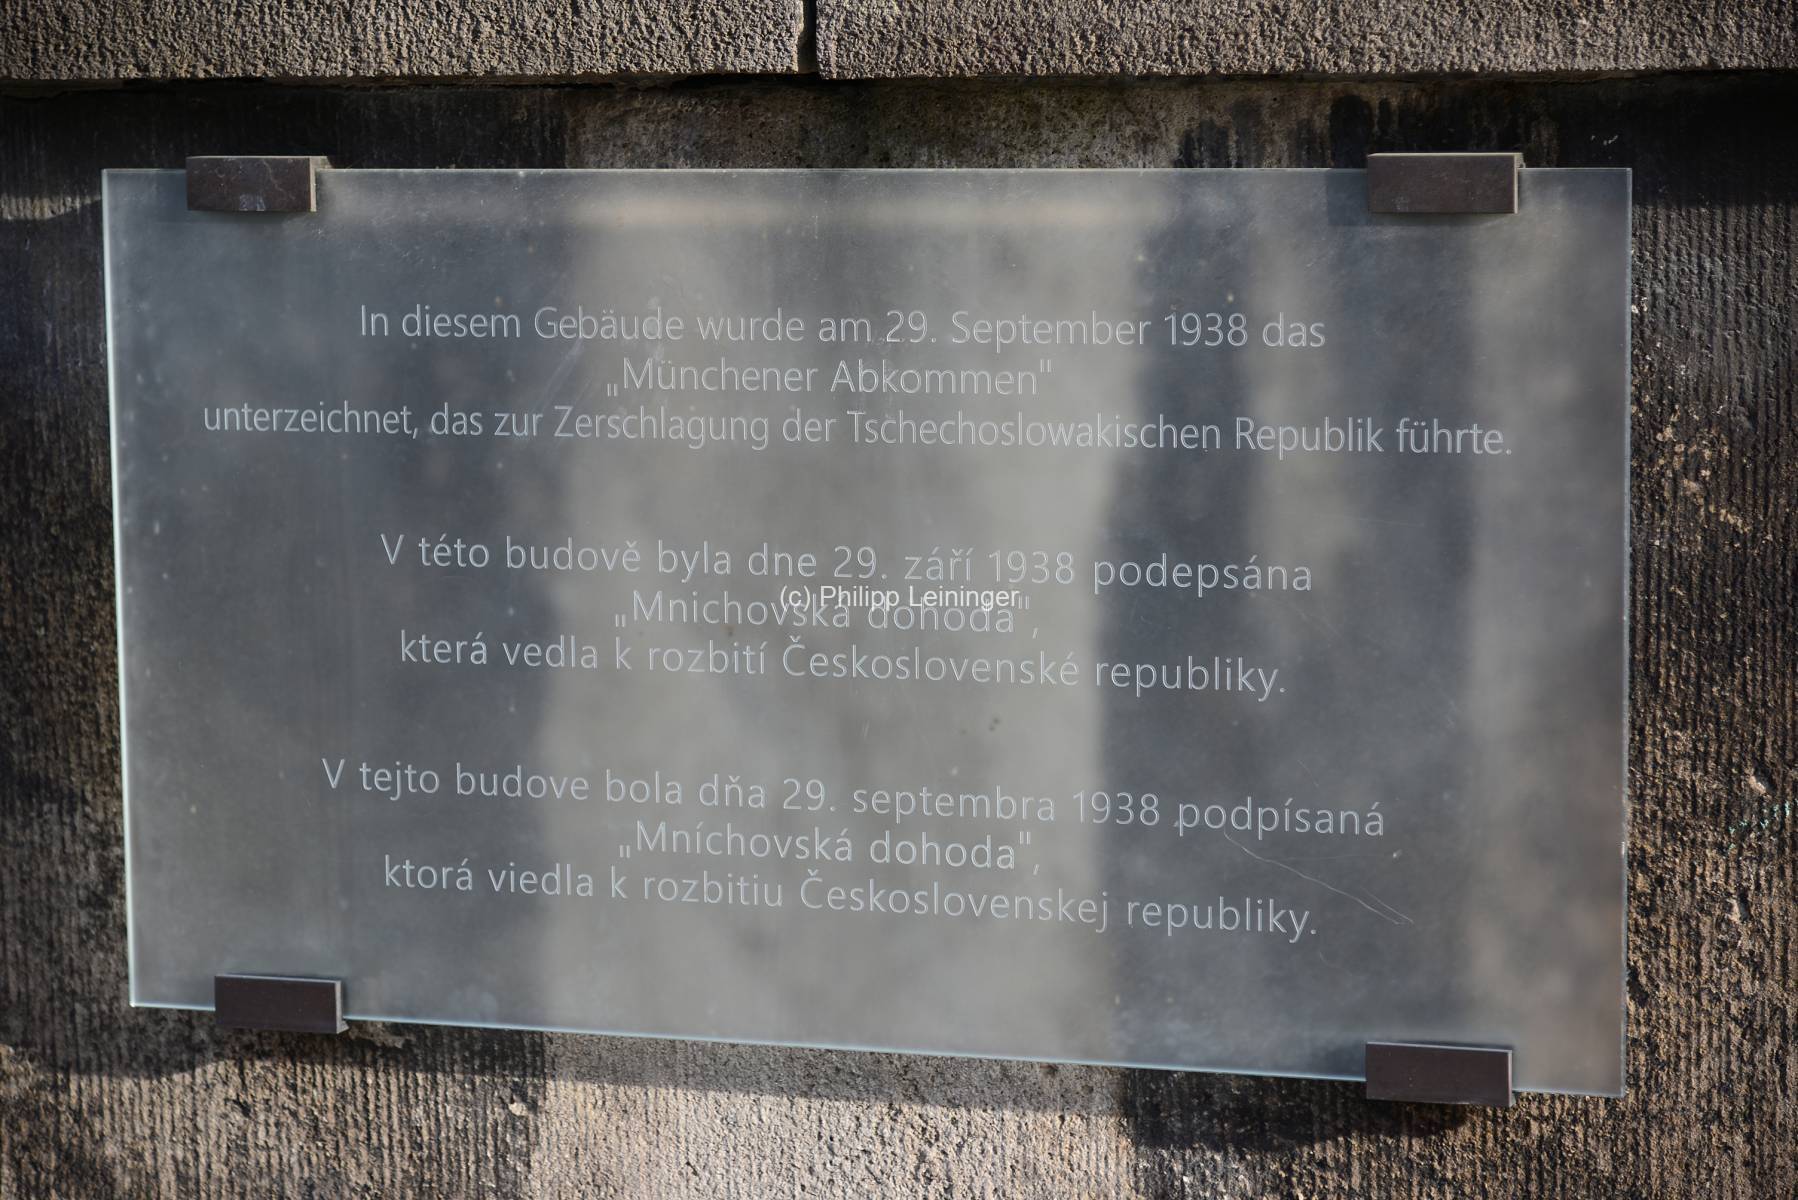 In diesem Gebäude wurde am 29. September 1938 das
„Münchener Abkommen"
unterzeichnet, das zur Zerschlagung der Tschechoslowakischen Republik führte.
V této budově byla dne 29. září 1938 podepsána
„Mnichovská dohoda",
která vedla k rozbití Československé republiky.
V tejto budove bola dňa 29. septembra 1938 podpísaná
„Mníchovská dohoda",
ktorá viedla k rozbitiu Československej republiky.
(c) Philipp Leininger